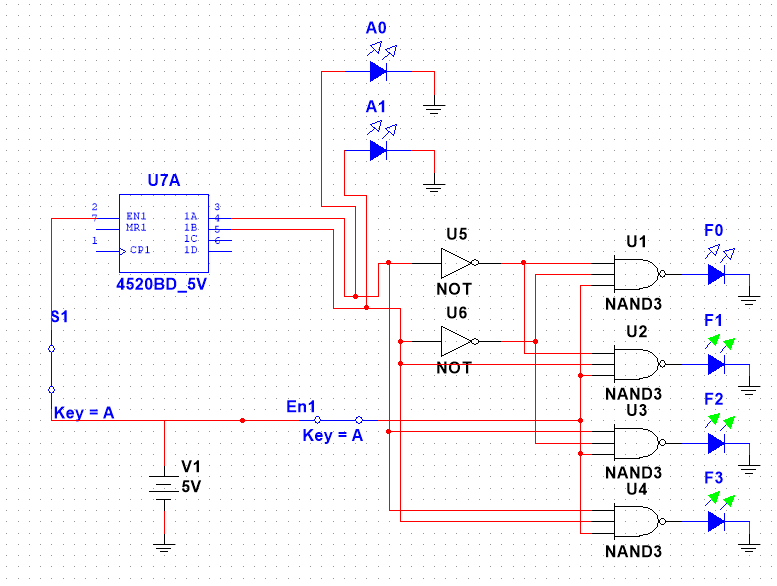 A0
A1
U7A
2
7
1
EN1
MR1
CP1
1A
1B
1C
1D
3
4
5
6
4520BD_5V
S1
Key = A
En1
Key = A
V1
5V
U5
NOT
U6
NOT
U1
NAND3
U2
NAND3
U3
NAND3
U4
NAND3
F0
F1
F2
F3